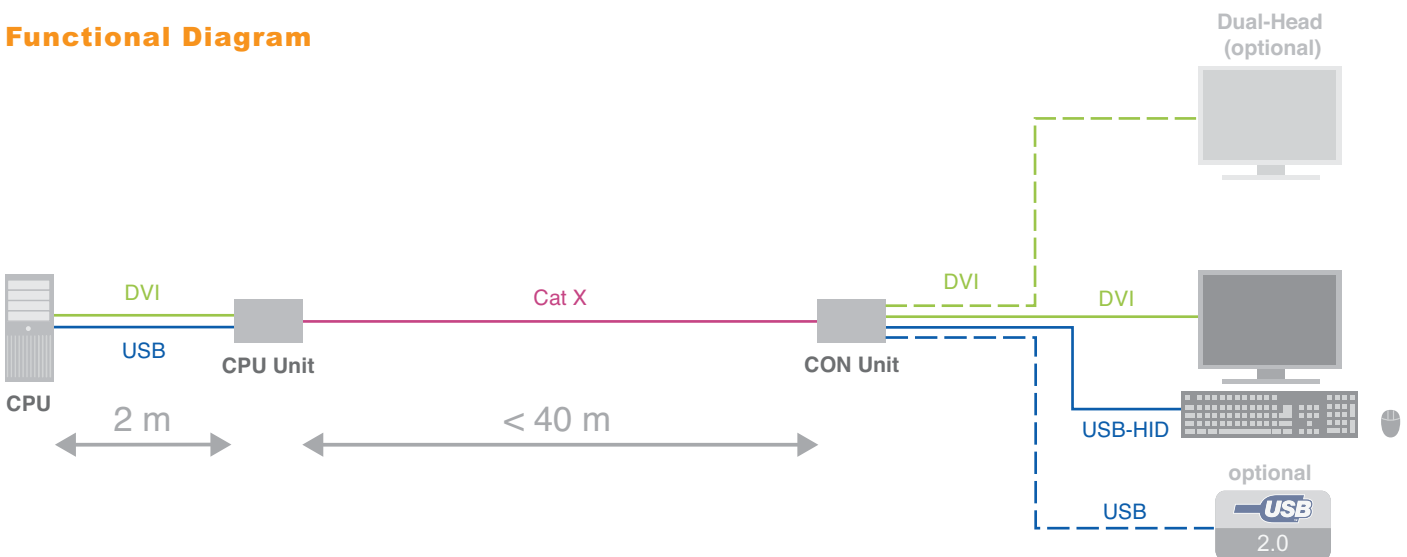 Functional Diagram
Dual-Head
(optional)
DVI
USB
CPU
CPU Unit
Cat X
CON Unit
DVI
DVI
2 m
< 40 m
USB-HID
optional
USB
USB
2.0